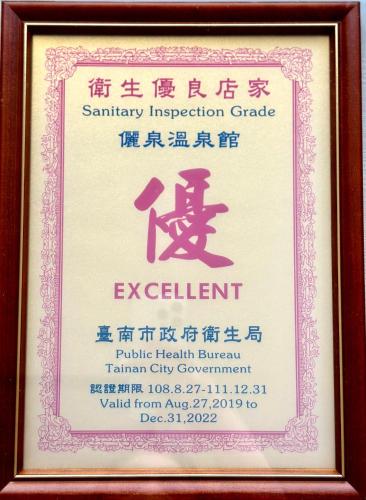 衛生優良店家
Sanitary Inspection Grade
儷泉溫泉館
優
EXCELLENT
臺南市政府衛生局
Public Health Bureau
Tainan City Government
認證期限 108.8.27-111.12.31
Valid from Aug.27,2019 to
Dec.31,2022